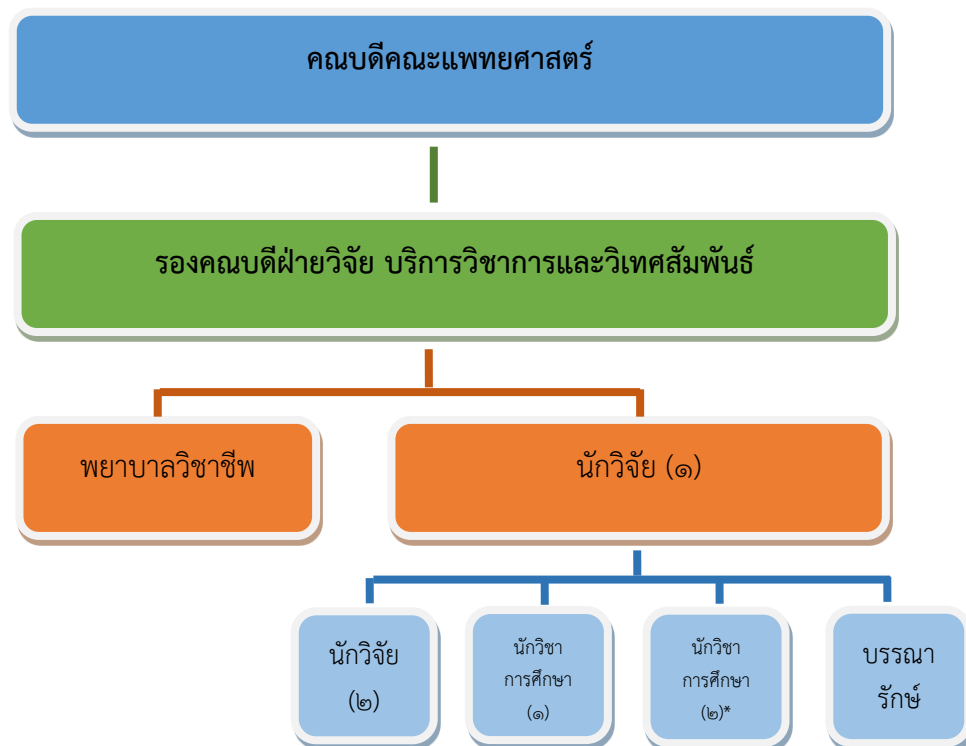 คณบดีคณะแพทยศาสตร์
รองคณบดีฝ่ายวิจัย บริการวิชาการและวิเทศสัมพันธ์
พยาบาลวิชาชีพ
นักวิจัย (๑)
นักวิจัย
(๒)
นักวิชา
การศึกษา
(๑)
นักวิชา
การศึกษา
(๒)*
บรรณา
รักษ์